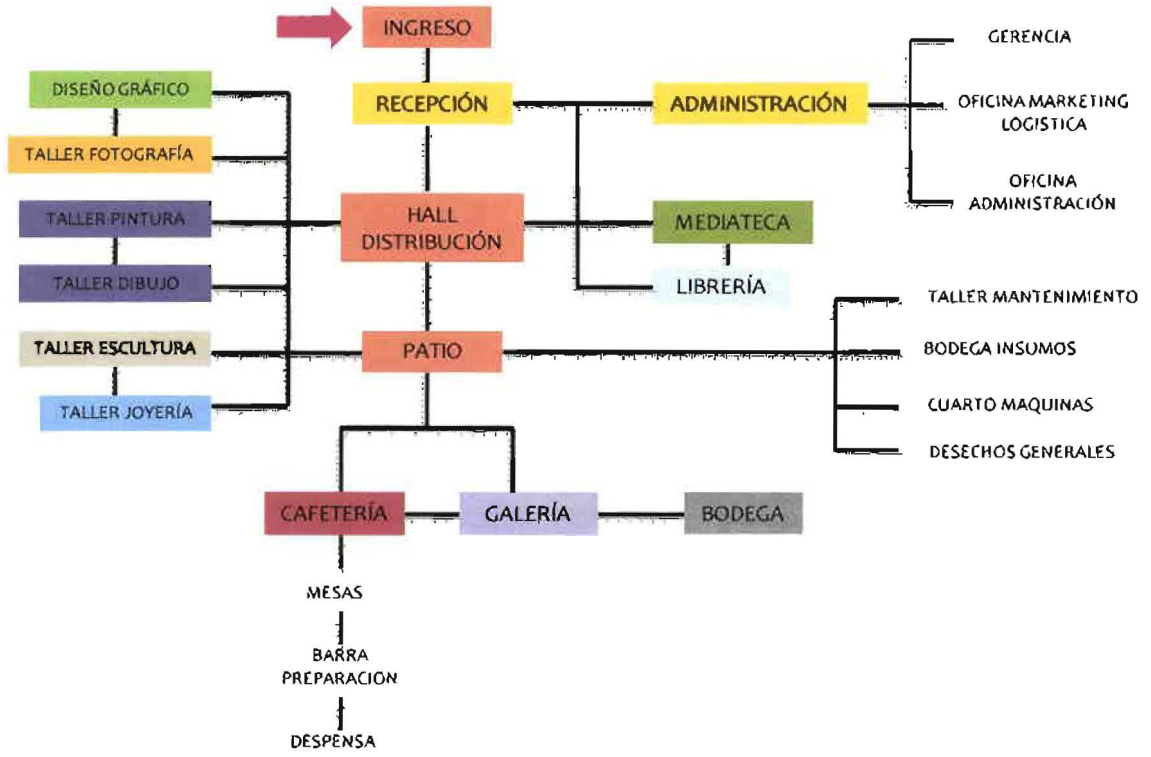 INGRESO
GERENCIA
DISEÑO GRÁFICO
RECEPCIÓN
ADMINISTRACIÓN
OFICINA MARKETING
LOGISTICA
TALLER FOTOGRAFÍA
OFICINA
ADMINISTRACIÓN
TALLER PINTURA
HALL
DISTRIBUCIÓN
MEDIATECA
TALLER DIBUJO
LIBRERÍA
TALLER MANTENIMIENTO
TALLER ESCULTURA
PATIO
BODEGA INSUMOS
TALLER JOYERÍA
CUARTO MAQUINAS
DESECHOS GENERALES
CAFETERÍA
GALERÍA
BODEGA
MESAS
BARRA
PREPARACION
DESPENSA